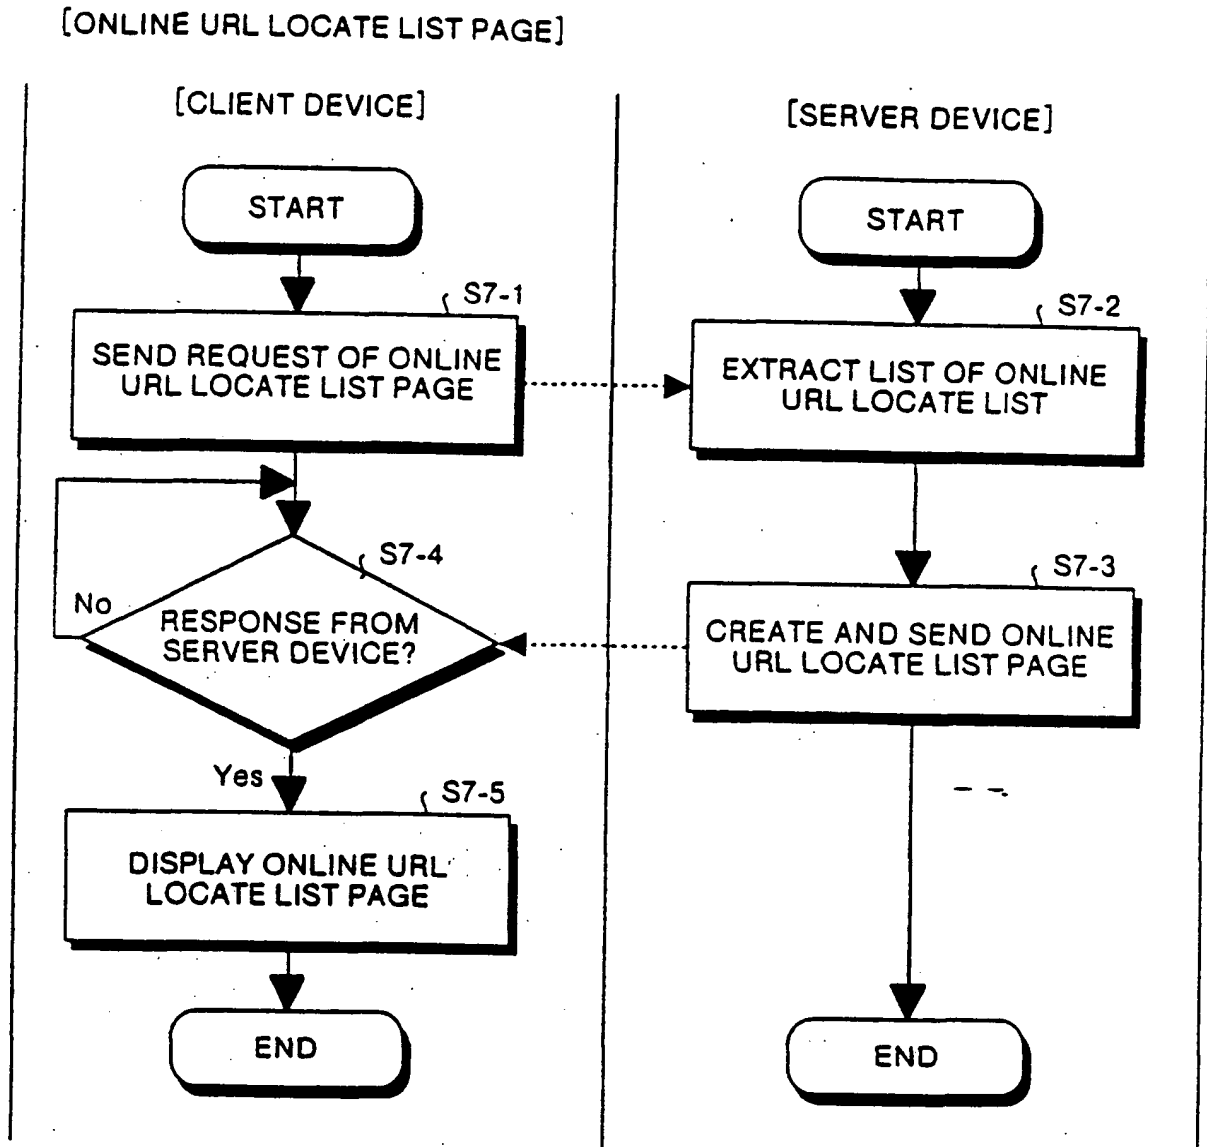 [ONLINE URL LOCATE LIST PAGE]
[CLIENT DEVICE]
START
S7-1
SEND REQUEST OF ONLINE
URL LOCATE LIST PAGE
S7-4
No
RESPONSE FROM
SERVER DEVICE?
Yes
S7-5
DISPLAY ONLINE URL
LOCATE LIST PAGE
END
[SERVER DEVICE]
START
S7-2
EXTRACT LIST OF ONLINE
URL LOCATE LIST
S7-3
CREATE AND SEND ONLINE
URL LOCATE LIST PAGE
END